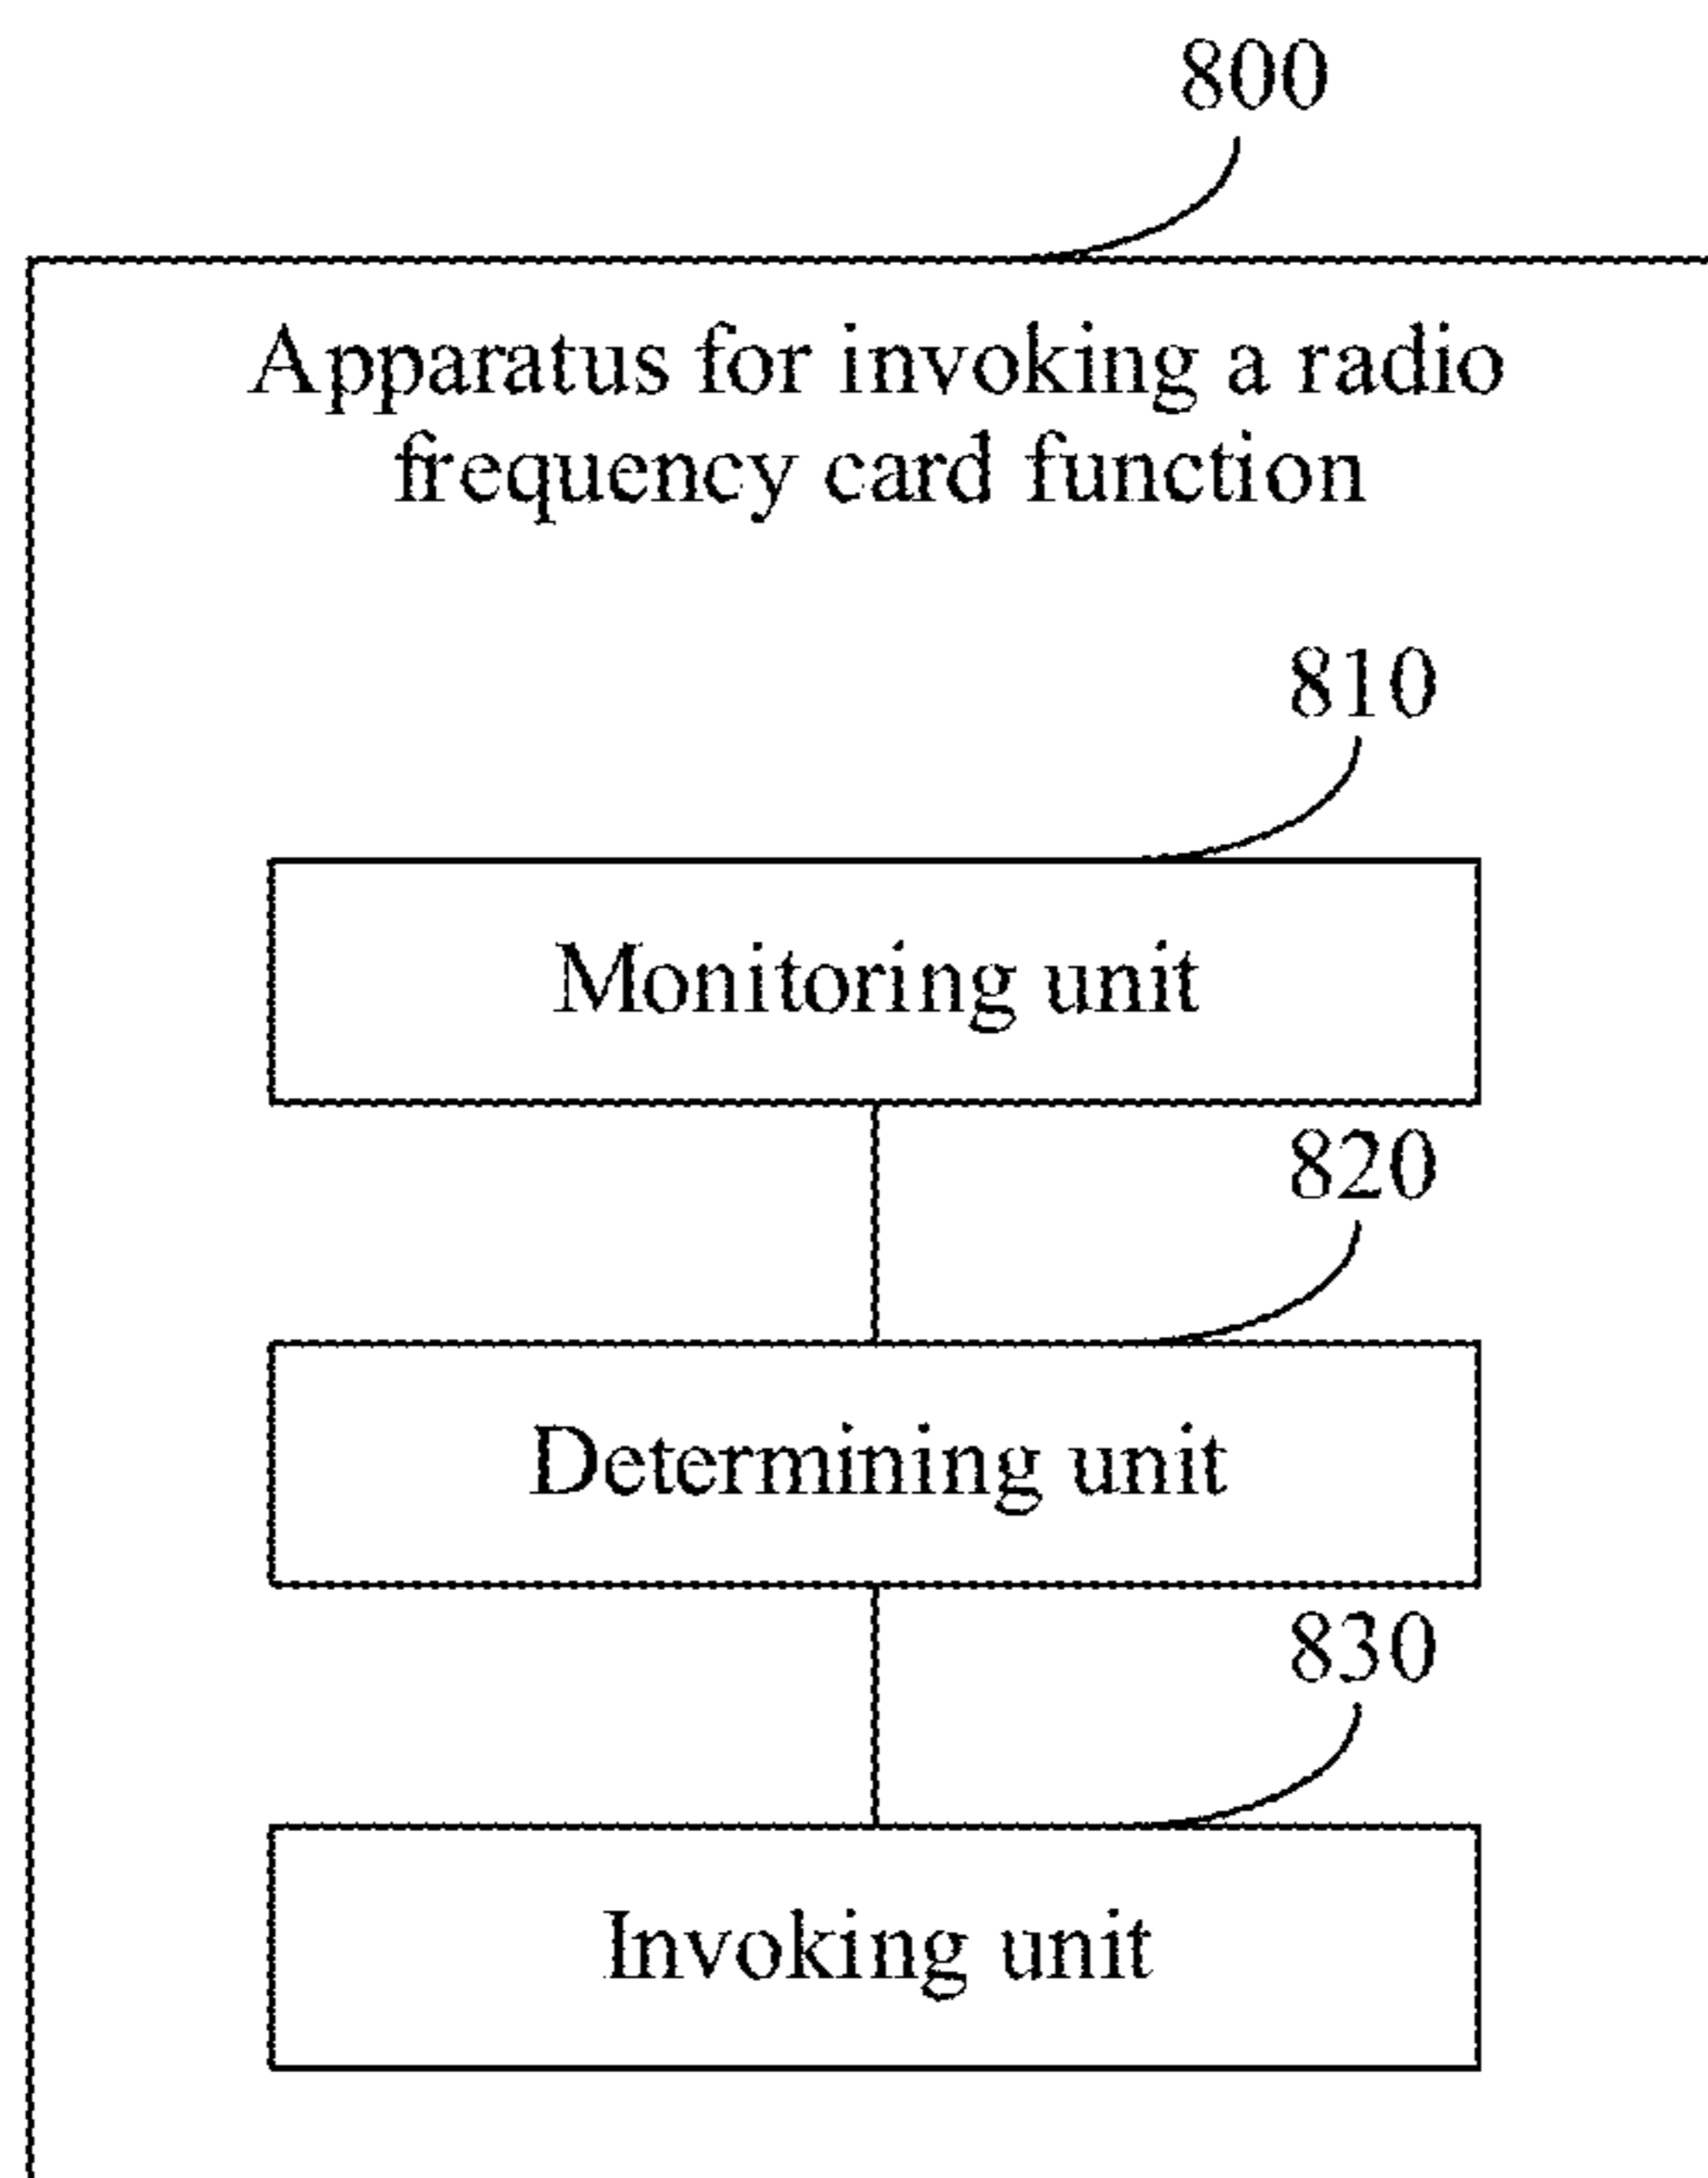 800
Apparatus for invoking a radio
frequency card function
810
Monitoring unit
820
Determining unit
830
Invoking unit